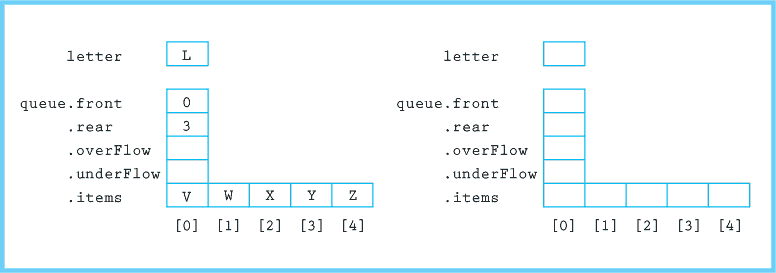 letter L letter
queue.front 0 queue.front
.rear 3 .rear
.overFlow .overFlow
.underFlow .underFlow
.items V W X Y Z .items
[0] [1] [2] [3] [4] [0] [1] [2] [3] [4]